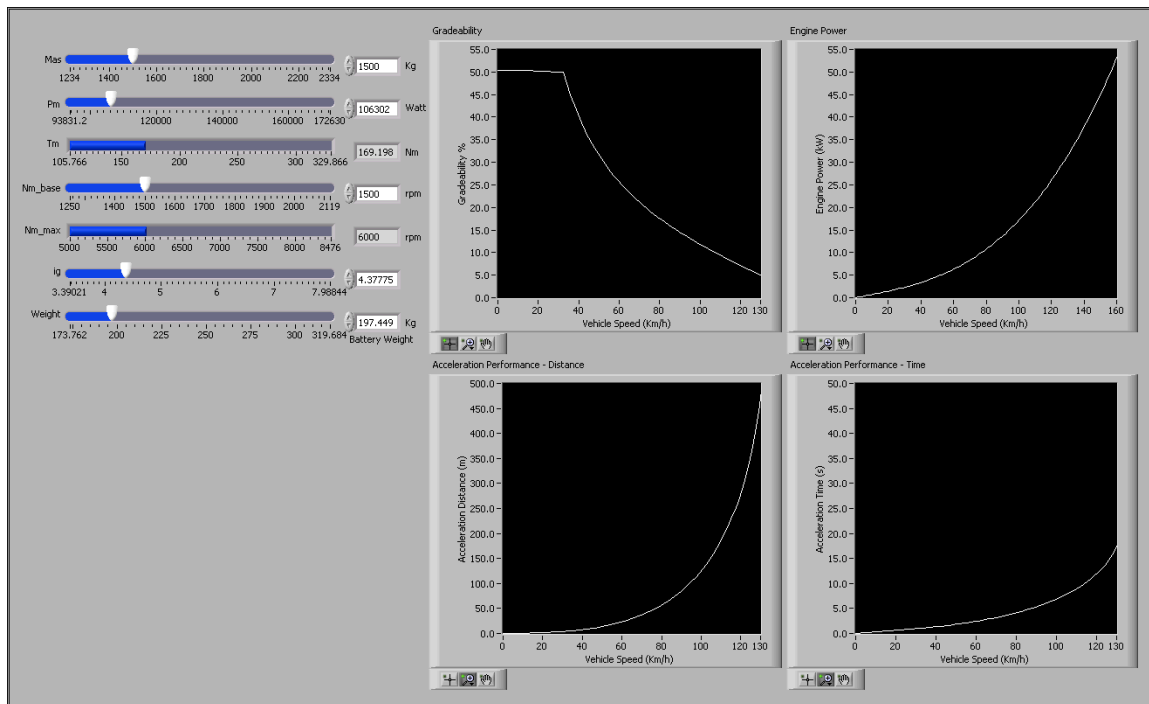 Mas
1234 1400 1600 1800 2000 2200 2334
1500 Kg
Pm
93831.2 120000 140000 160000 172630
106302 Watt
Tm
105.766 150 200 250 300 329.866
169.198 Nm
Nm_base
1250 1400 1500 1600 1700 1800 1900 2000 2119
1500 rpm
Nm_max
5000 5500 6000 6500 7000 7500 8000 8476
6000 rpm
ig
3.39021 4 5 6 7 7.98844
4.37775
Weight
173.762 200 225 250 275 300 319.684
197.449 Kg
Battery Weight
Gradeability
Gradeability %
55.0
50.0
45.0
40.0
35.0
30.0
25.0
20.0
15.0
10.0
5.0
0.0
0 20 40 60 80 100 130
Vehicle Speed (Km/h)
Engine Power
Engine Power (kW)
55.0
50.0
45.0
40.0
35.0
30.0
25.0
20.0
15.0
10.0
5.0
0.0
0 20 40 60 80 100 120 140 160
Vehicle Speed (Km/h)
Acceleration Performance - Distance
Acceleration Distance (m)
500.0
450.0
400.0
350.0
300.0
250.0
200.0
150.0
100.0
50.0
0.0
0 20 40 60 80 100 120 130
Vehicle Speed (Km/h)
Acceleration Performance - Time
Acceleration Time (s)
50.0
45.0
40.0
35.0
30.0
25.0
20.0
15.0
10.0
5.0
0.0
0 20 40 60 80 100 130
Vehicle Speed (Km/h)